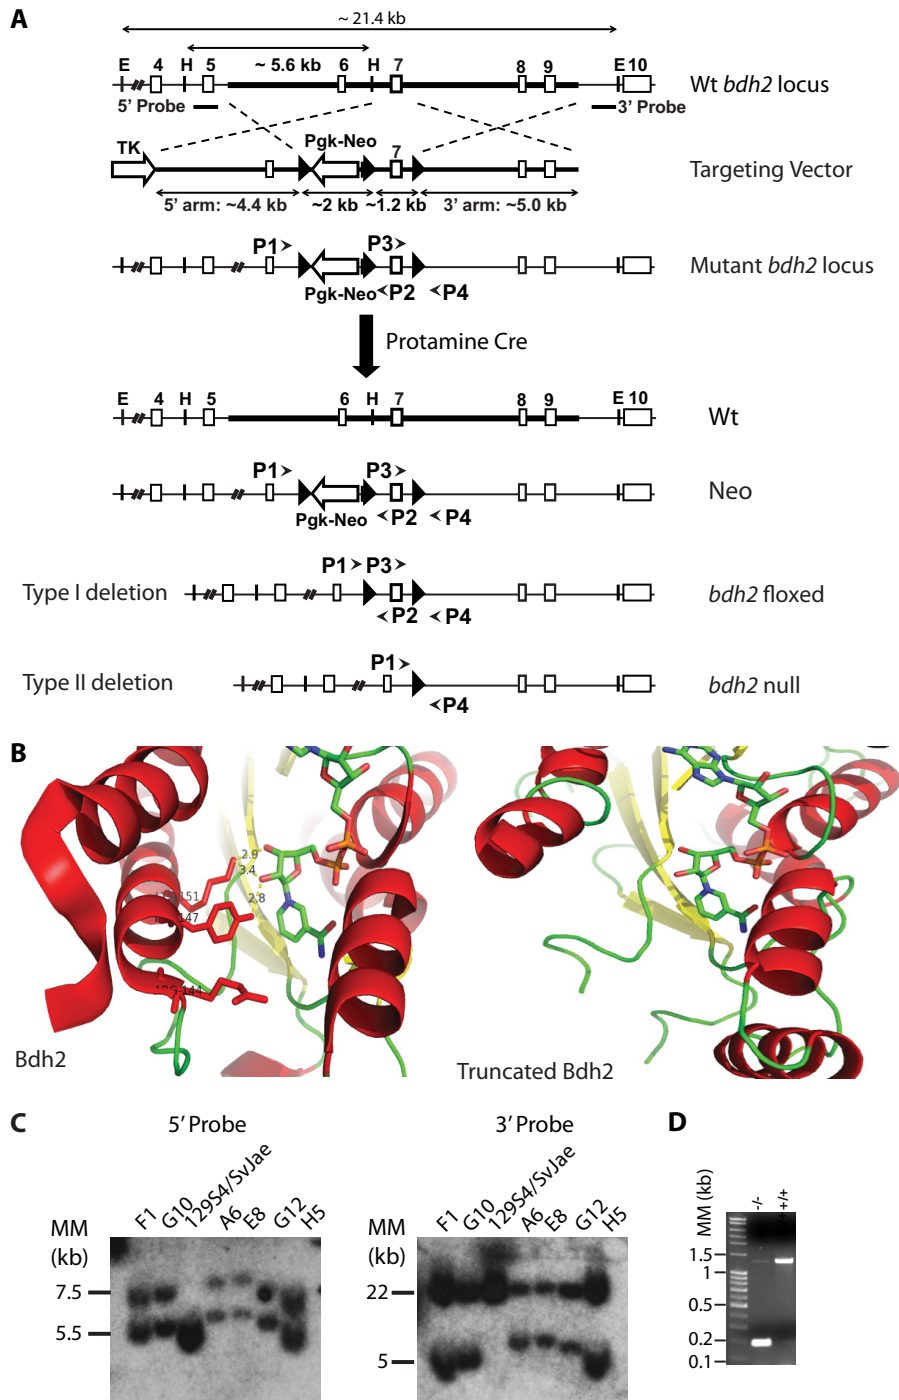 A
~ 21.4 kb
E 4 H 5 ~ 5.6 kb 6 H 7 8 9 E 10
Wt bdh2 locus
5’ Probe
3’ Probe
TK
Pgk-Neo
7
Targeting Vector
5’ arm: ~4.4 kb
~2 kb
~1.2 kb
3’ arm: ~5.0 kb
P1
P3
Mutant bdh2 locus
Pgk-Neo
P2
P4
Protamine Cre
E 4 H 5 6 H 7 8 9 E 10
Wt
P1
P3
Neo
Pgk-Neo
P2
P4
P1
P3
Type I deletion
bdh2 floxed
P2
P4
P1
Type II deletion
bdh2 null
P4
B
2.9
3.4
2.8
151
147
144
Bdh2
Truncated Bdh2
C
5’ Probe
3’ Probe
D
F1
G10
129S4/SvJae
A6
E8
G12
H5
F1
G10
129S4/SvJae
A6
E8
G12
H5
MM
(kb)
7.5
5.5
MM
(kb)
22
5
MM (kb)
-/-
+/+
1.5
1
0.5
0.2
0.1